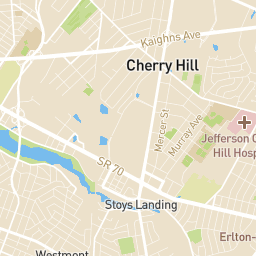 Kaighns Ave
Cherry Hill
Mercer St
Murray Ave
Jefferson C
Hill Hosp
SR 70
Stoys Landing
Erlton-
Westmont